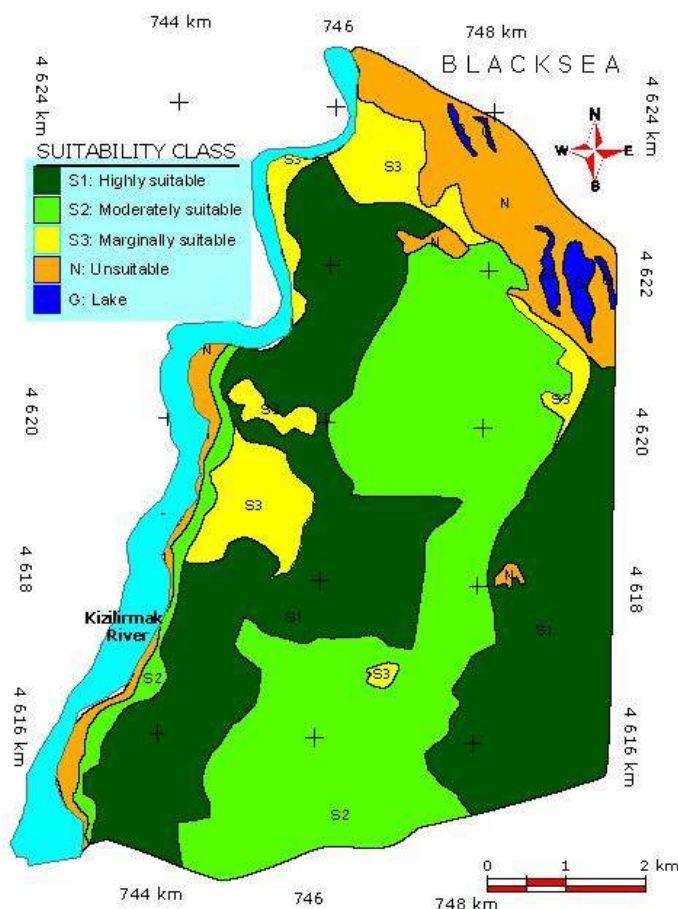 744 km
746
748 km
BLACKSEA
4 624 km
4 624 km
N
W E
S
SUITABILITY CLASS
S1: Highly suitable
S2: Moderately suitable
S3: Marginally suitable
N: Unsuitable
G: Lake
S3
S3
N
N
4 622
N
S3
4 620
4 620
S3
4 618
4 618
N
Kizilirmak
River
S1
S1
S2
S3
4 616 km
4 616 km
S2
0 1 2 km
744 km
746
748 km